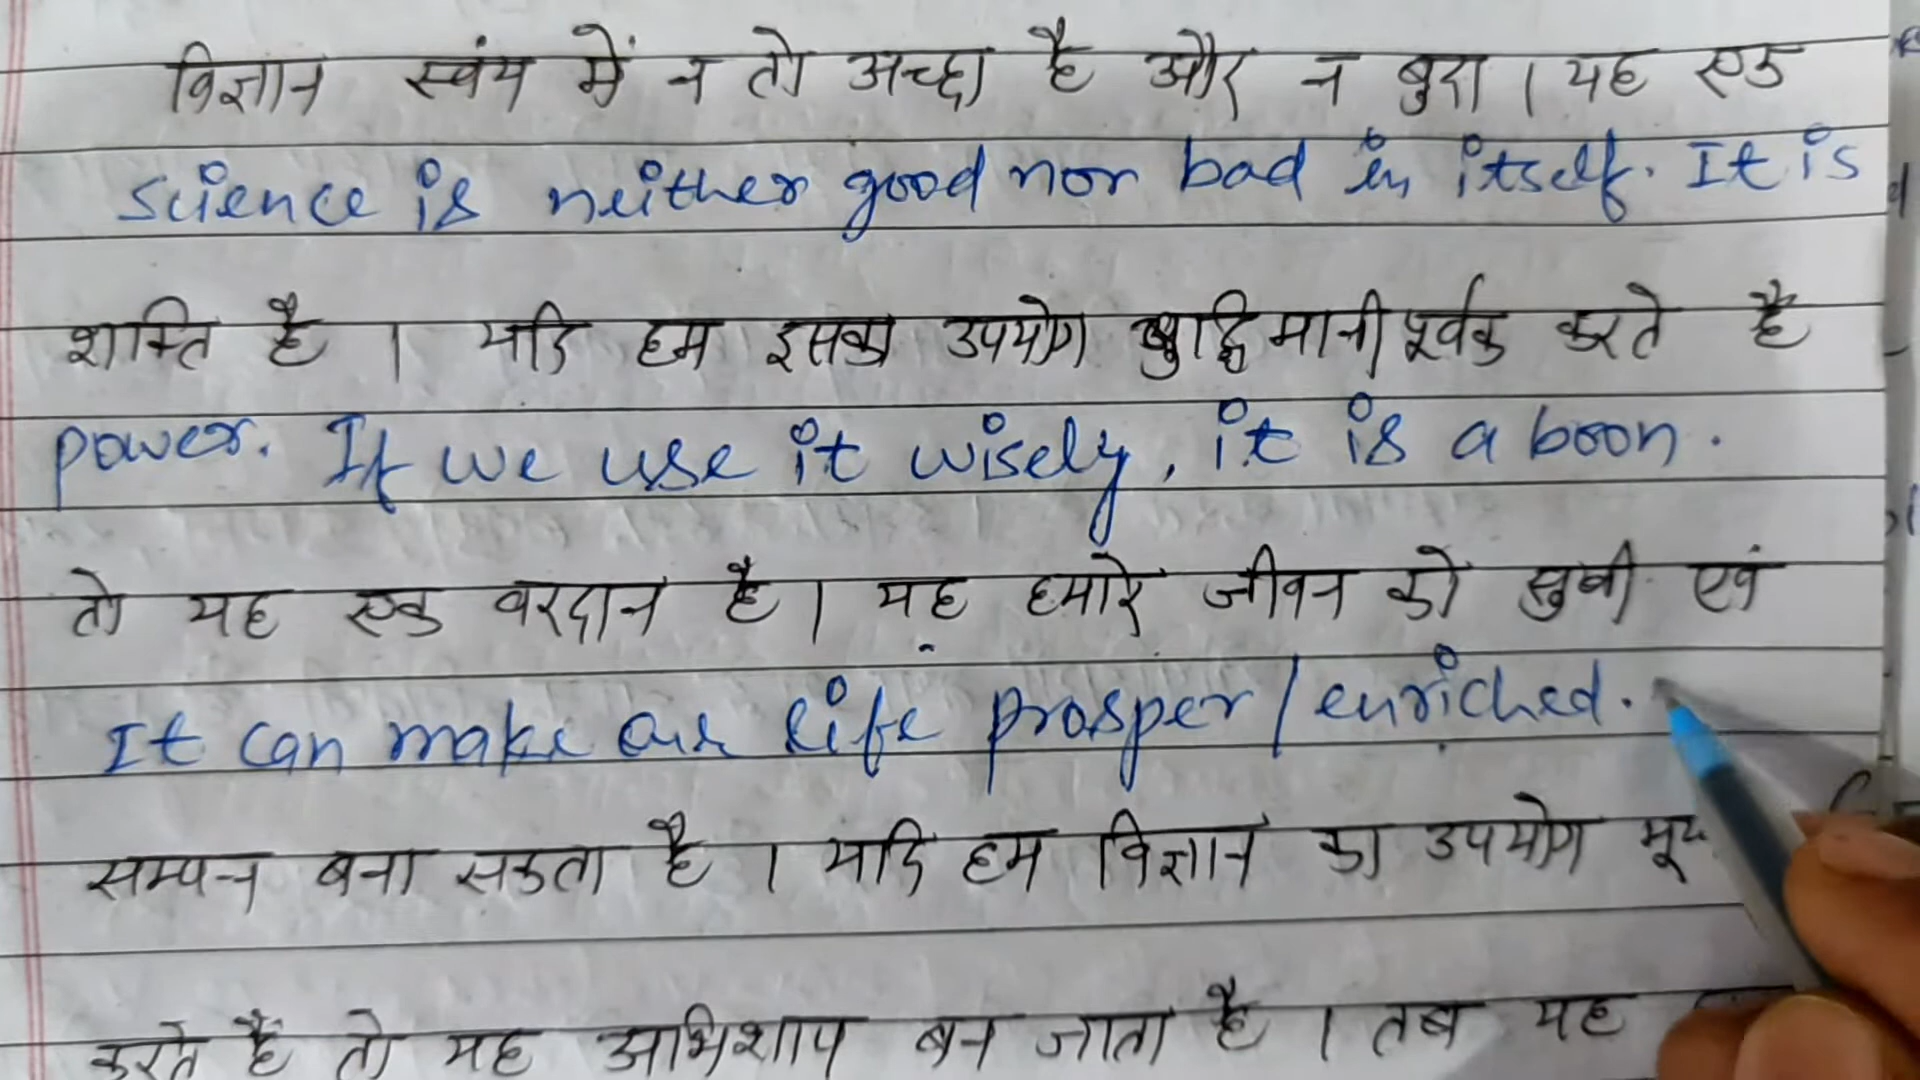 विज्ञान स्वंय में न तो अच्छा है और न बुरा । यह एक
Science is neither good nor bad in itself. It is
शक्ति है । यदि हम इसका उपयोग बुद्धिमानी पूर्वक करते है
power. If we use it wisely, it is a boon.
तो यह एक वरदान है । यह हमारे जीवन को सुखी एवं
It can make our life prosper / enriched.
सम्पन्न बना सकता है । यदि हम विज्ञान का उपयोग
करते हैं तो यह अभिशाप बन जाता है । तब यह